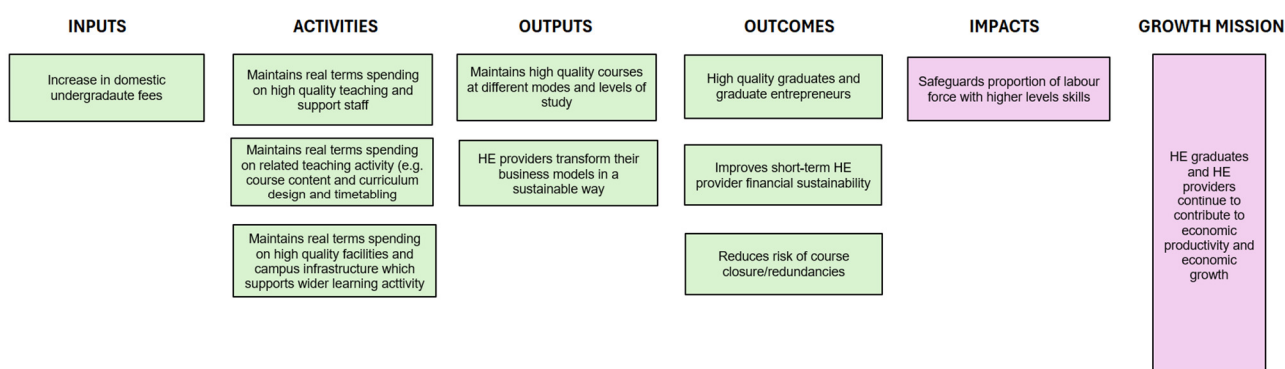 INPUTS
ACTIVITIES
OUTPUTS
OUTCOMES
IMPACTS
GROWTH MISSION
Increase in domestic
undergradaute fees
Maintains real terms spending
on high quality teaching and
support staff
Maintains real terms spending
on related teaching activity (e.g.
course content and curriculum
design and timetabling
Maintains real terms spending
on high quality facilities and
campus infrastructure which
supports wider learning acttivity
Maintains high quality courses
at different modes and levels of
study
HE providers transform their
business models in a
sustainable way
High quality graduates and
graduate entrepreneurs
Improves short-term HE
provider financial sustainability
Reduces risk of course
closure/redundancies
Safeguards proportion of labour
force with higher levels skills
HE graduates
and HE
providers
continue to
contribute to
economic
productivity and
economic
growth